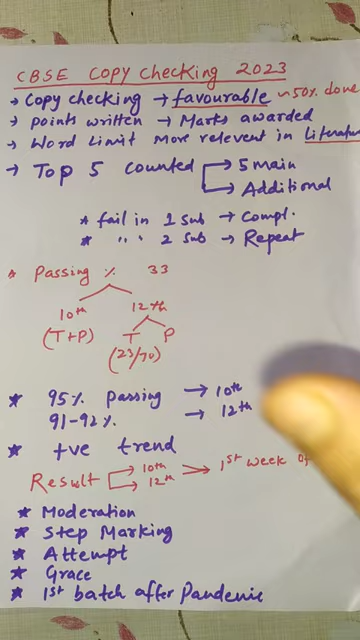 CBSE Copy Checking 2023
→ Copy checking → favourable ~50% done
→ points written → Marks awarded
→ Word Limit More relevent in Literature
→ Top 5 counted → 5 main
→ Additional
* fail in 1 sub → Compl.
* " " 2 sub → Repeat
* Passing % 33
10th 12th
(T+P) T P
(23/70)
* 95% passing → 10th
91-92% → 12th
* +ve trend
Result → 10th → 12th → 1st week of
* Moderation
* Step Marking
* Attempt
* Grace
* 1st batch after Pandemic